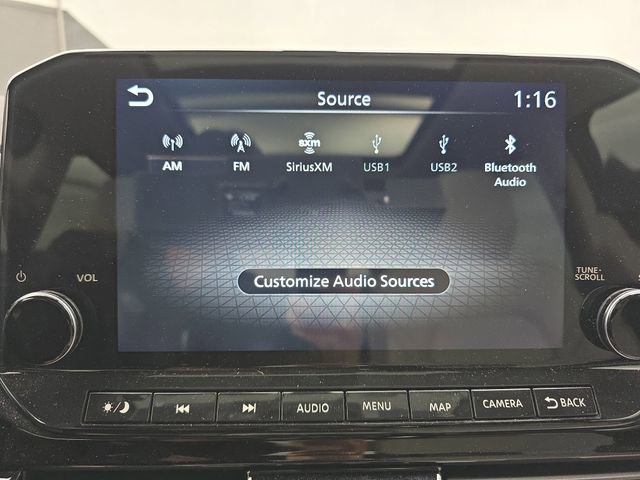 Source
1:16
sxm
AM
FM
SiriusXM
USB1
USB2
Bluetooth
Audio
Customize Audio Sources
VOL
TUNE·
SCROLL
AUDIO
MENU
MAP
CAMERA
BACK